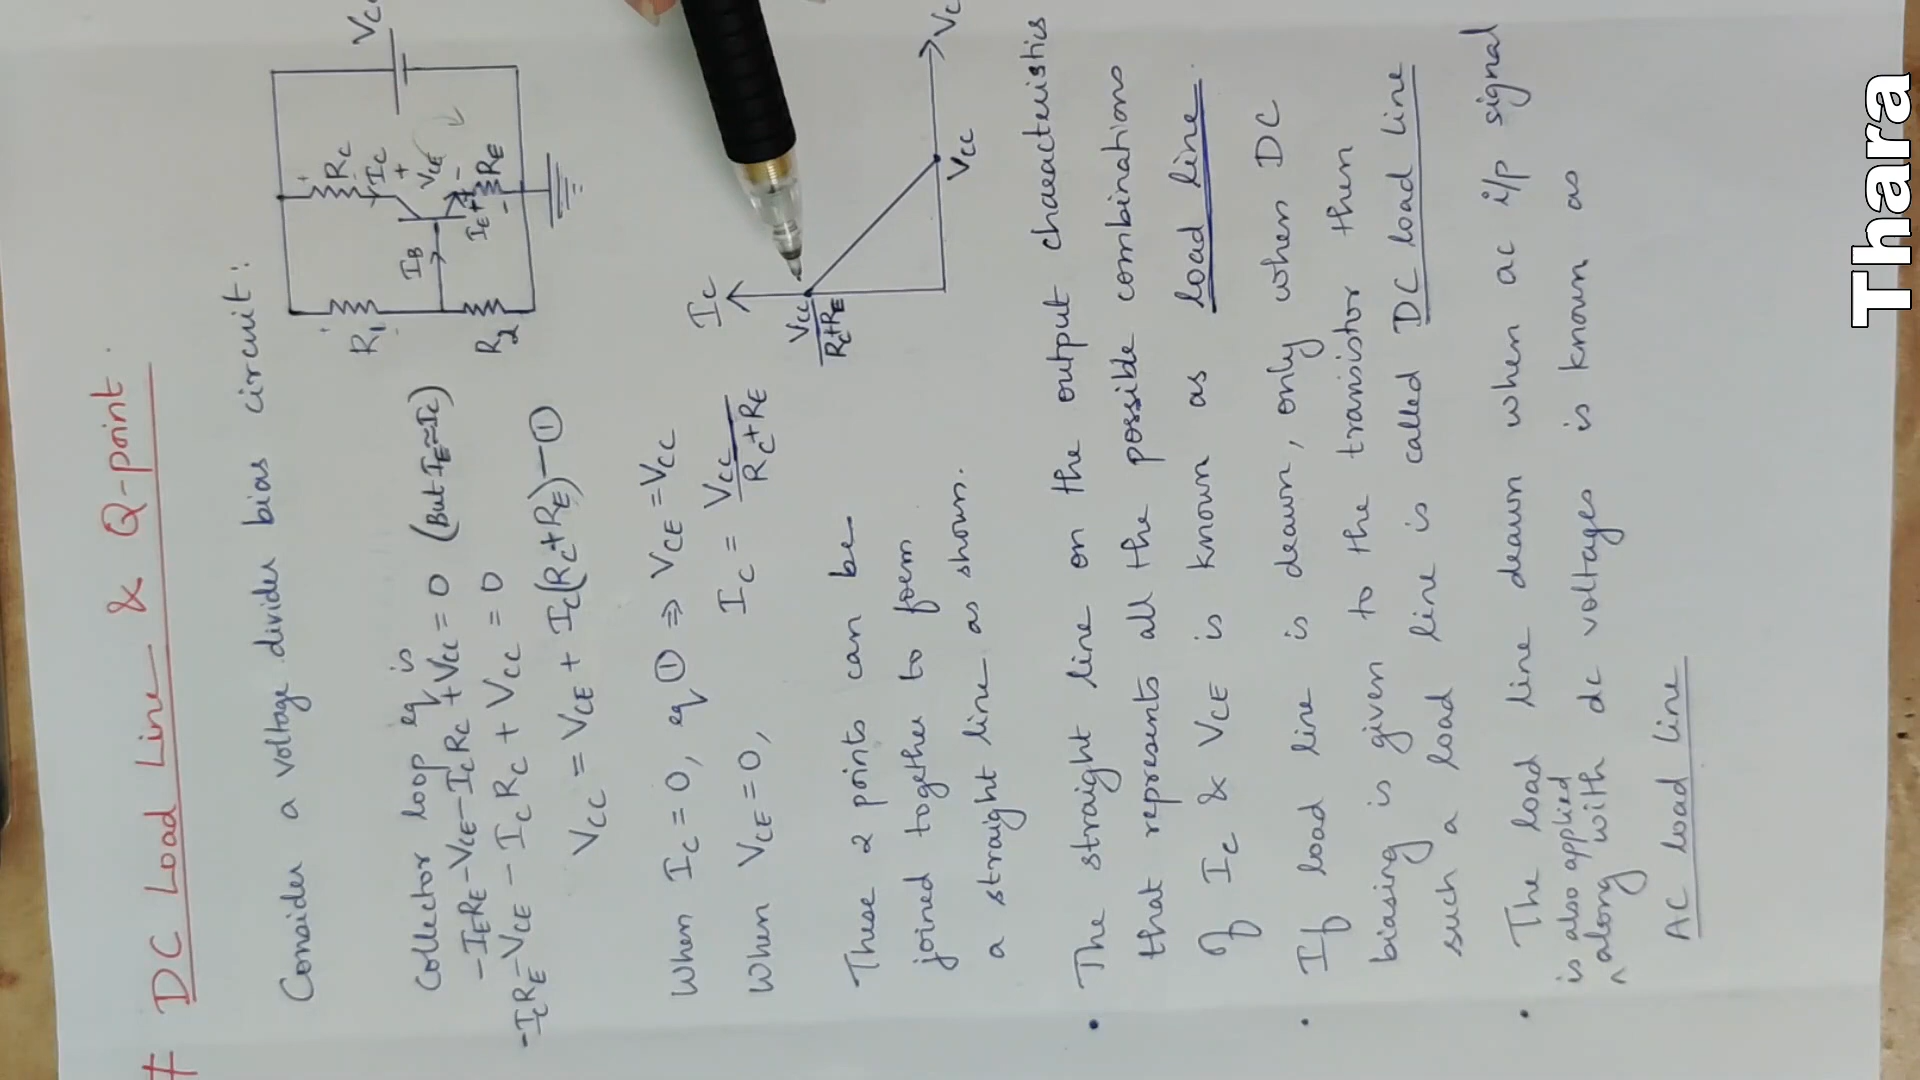 # DC Load Line & Q-point.
Consider a voltage divider bias circuit:
Collector loop eq is
-IERE-VCE-ICRC+VCC=0 (But IE≈IC)
-ICRE-VCE-ICRC+VCC=0
VCC=VCE+IC(RC+RE)-①
R1
R2
RC
IC
+
VCE
-
IB
IE
+
RE
-
When IC=0, eq① ⇒ VCE=VCC
When VCE=0, IC=VCC/RC+RE
IC
VCC/RC+RE
VCC
These 2 points can be
joined together to form
a straight line as shown.
• The straight line on the output characteristics
that represents all the possible combinations
of IC & VCE is known as load line.
• If load line is drawn, only when DC
biasing is given to the transistor then
such a load line is called DC load line
• The load line drawn when ac i/p signal
is also applied
^ along with dc voltages is known as
AC load line
Thara